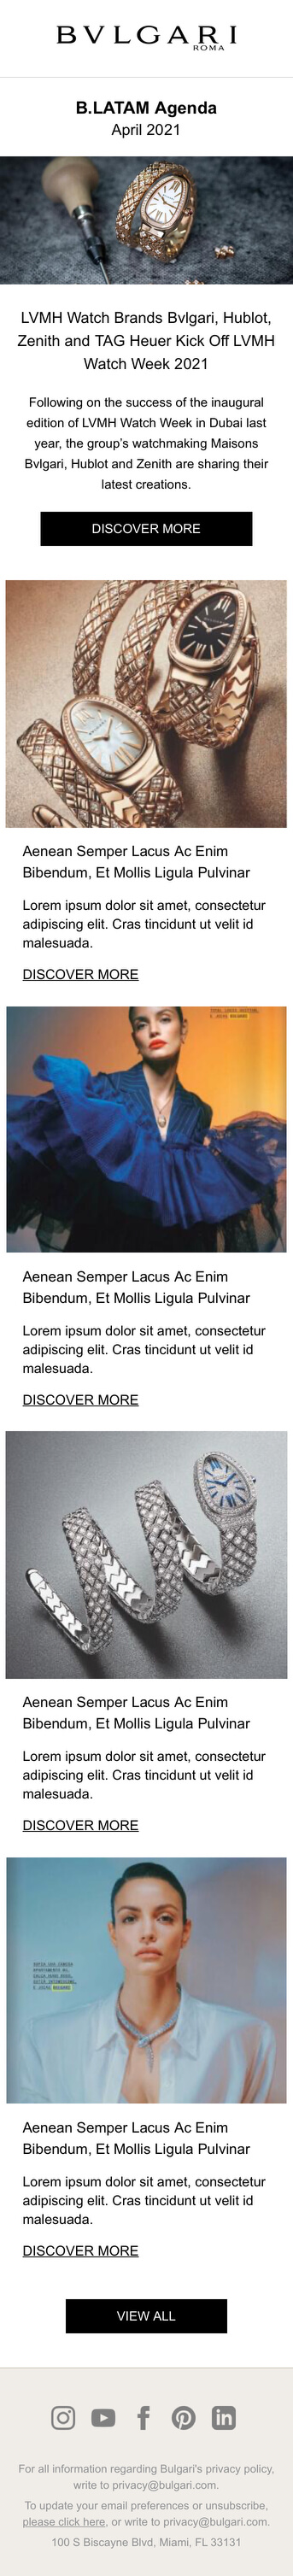 BVLGARI
ROMA
B.LATAM Agenda
April 2021
LVMH Watch Brands Bvlgari, Hublot,
Zenith and TAG Heuer Kick Off LVMH
Watch Week 2021
Following on the success of the inaugural
edition of LVMH Watch Week in Dubai last
year, the group's watchmaking Maisons
Bvlgari, Hublot and Zenith are sharing their
latest creations.
DISCOVER MORE
Aenean Semper Lacus Ac Enim
Bibendum, Et Mollis Ligula Pulvinar
Lorem ipsum dolor sit amet, consectetur
adipiscing elit. Cras tincidunt ut velit id
malesuada.
DISCOVER MORE
Aenean Semper Lacus Ac Enim
Bibendum, Et Mollis Ligula Pulvinar
Lorem ipsum dolor sit amet, consectetur
adipiscing elit. Cras tincidunt ut velit id
malesuada.
DISCOVER MORE
Aenean Semper Lacus Ac Enim
Bibendum, Et Mollis Ligula Pulvinar
Lorem ipsum dolor sit amet, consectetur
adipiscing elit. Cras tincidunt ut velit id
malesuada.
DISCOVER MORE
Aenean Semper Lacus Ac Enim
Bibendum, Et Mollis Ligula Pulvinar
Lorem ipsum dolor sit amet, consectetur
adipiscing elit. Cras tincidunt ut velit id
malesuada.
DISCOVER MORE
VIEW ALL
For all information regarding Bulgari's privacy policy,
write to privacy@bulgari.com.
To update your email preferences or unsubscribe,
please click here, or write to privacy@bulgari.com.
100 S Biscayne Blvd, Miami, FL 33131